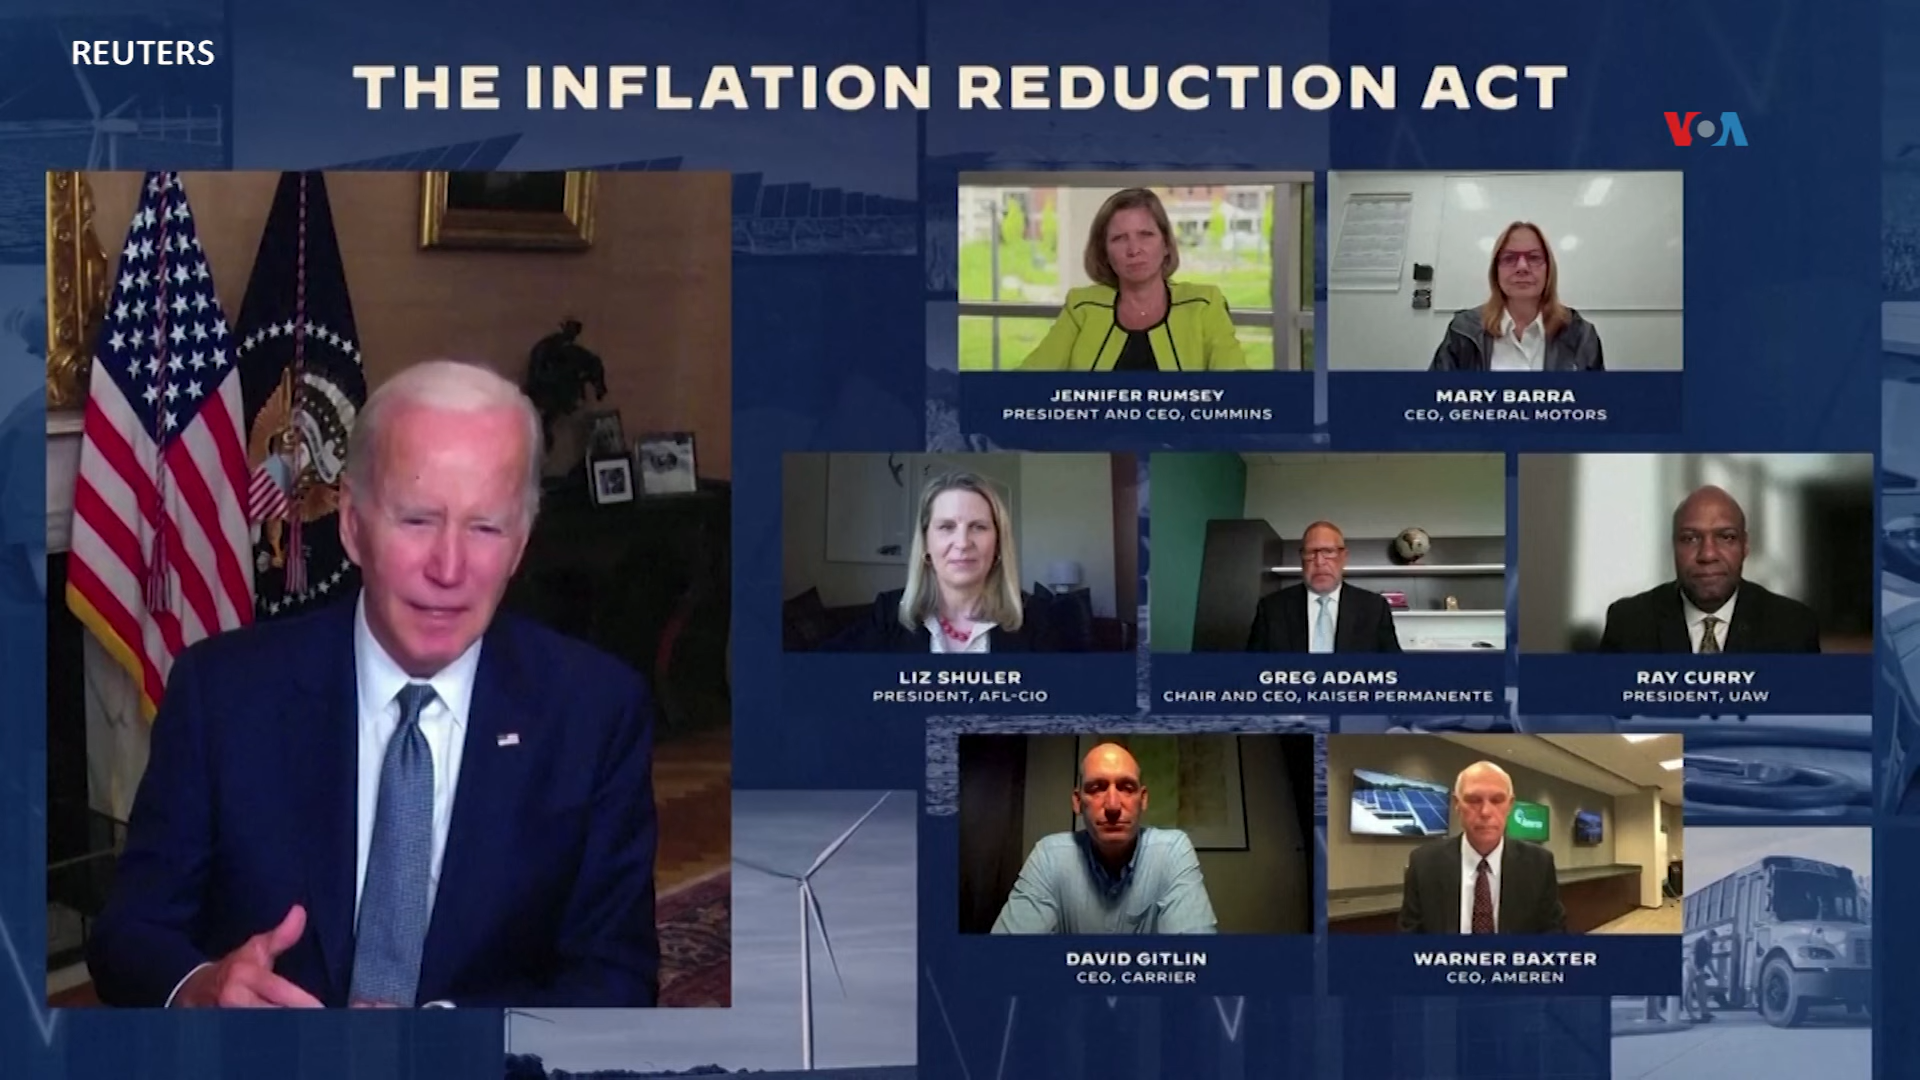 REUTERS
THE INFLATION REDUCTION ACT
VOA
JENNIFER RUMSEY
PRESIDENT AND CEO, CUMMINS
MARY BARRA
CEO, GENERAL MOTORS
LIZ SHULER
PRESIDENT, AFL-CIO
GREG ADAMS
CHAIR AND CEO, KAISER PERMANENTE
RAY CURRY
PRESIDENT, UAW
Ameren
DAVID GITLIN
CEO, CARRIER
WARNER BAXTER
CEO, AMEREN